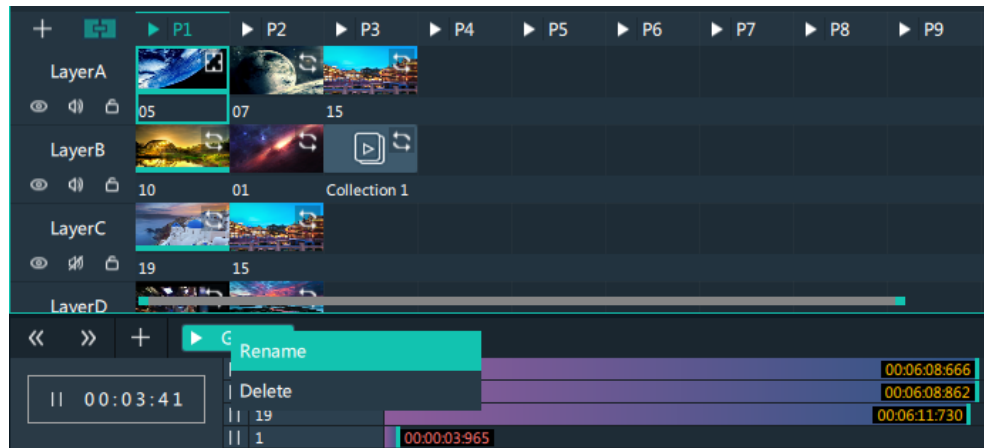 P1 P2 P3 P4 P5 P6 P7 P8 P9
LayerA
05 07 15
LayerB
10 01 Collection 1
LayerC
19 15
LayerD
G
Rename
00:06:08:666
00:03:41
Delete
00:06:08:862
19
00:06:11:730
1
00:00:03:965